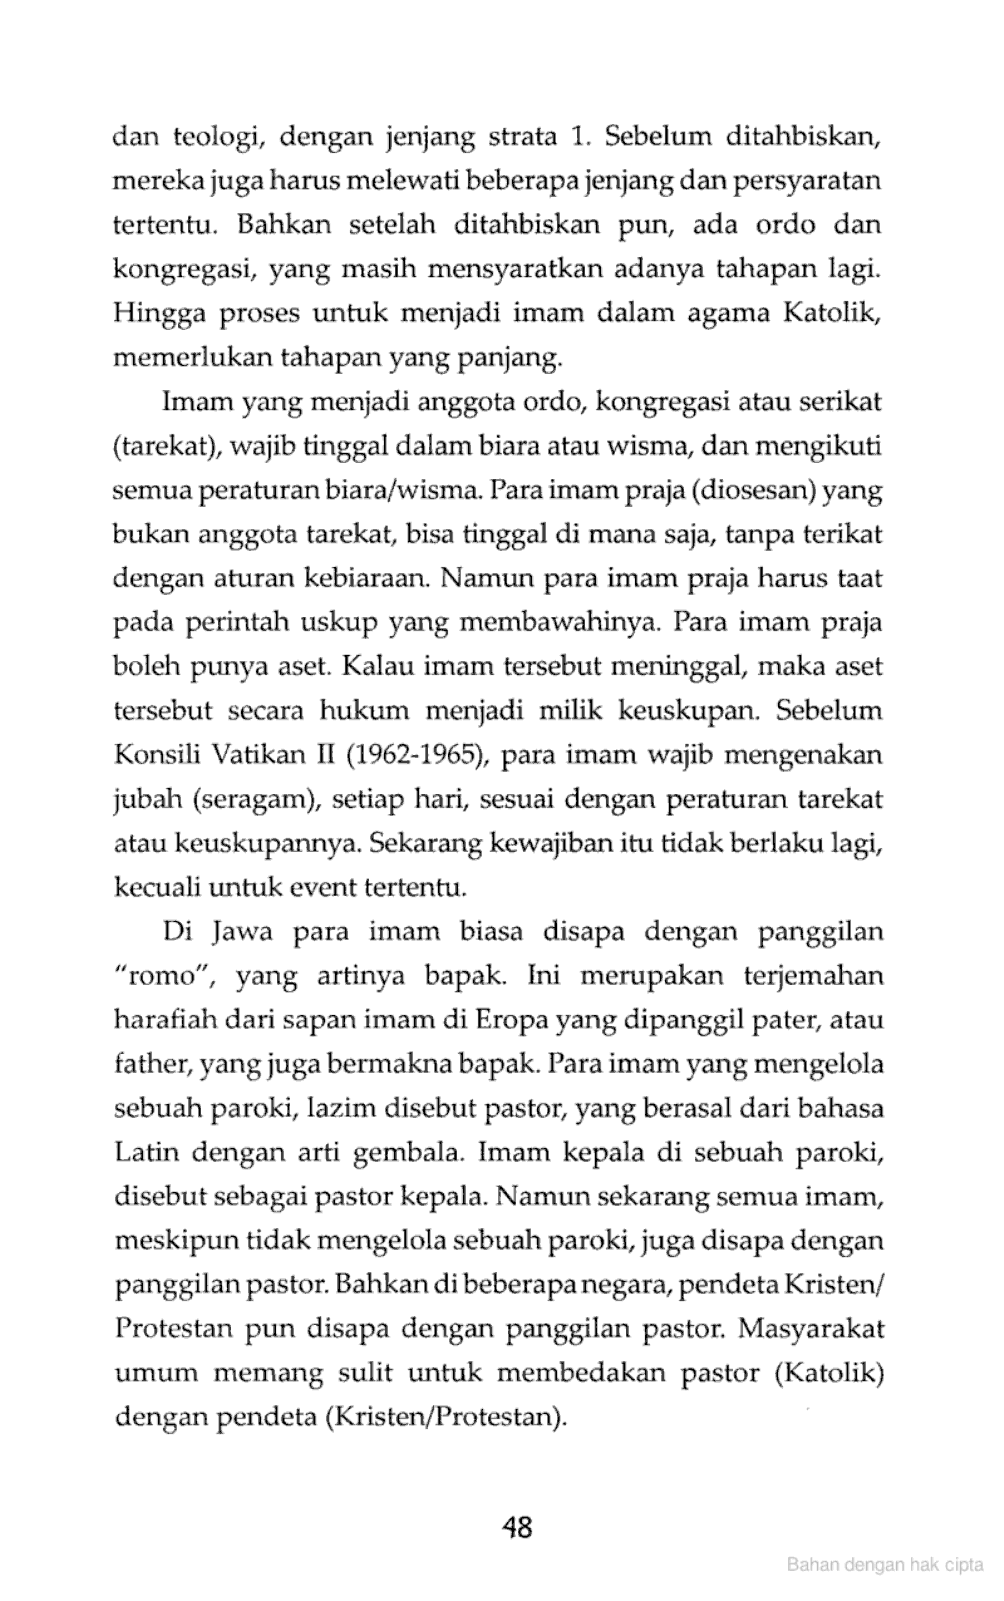 dan teologi, dengan jenjang strata 1. Sebelum ditahbiskan,
mereka juga harus melewati beberapa jenjang dan persyaratan
tertentu. Bahkan setelah ditahbiskan pun, ada ordo dan
kongregasi, yang masih mensyaratkan adanya tahapan lagi.
Hingga proses untuk menjadi imam dalam agama Katolik,
memerlukan tahapan yang panjang.
Imam yang menjadi anggota ordo, kongregasi atau serikat
(tarekat), wajib tinggal dalam biara atau wisma, dan mengikuti
semua peraturan biara/wisma. Para imam praja (diosesan) yang
bukan anggota tarekat, bisa tinggal di mana saja, tanpa terikat
dengan aturan kebiaraan. Namun para imam praja harus taat
pada perintah uskup yang membawahinya. Para imam praja
boleh punya aset. Kalau imam tersebut meninggal, maka aset
tersebut secara hukum menjadi milik keuskupan. Sebelum
Konsili Vatikan II (1962-1965), para imam wajib mengenakan
jubah (seragam), setiap hari, sesuai dengan peraturan tarekat
atau keuskupannya. Sekarang kewajiban itu tidak berlaku lagi,
kecuali untuk event tertentu.
Di Jawa para imam biasa disapa dengan panggilan
"romo", yang artinya bapak. Ini merupakan terjemahan
harafiah dari sapan imam di Eropa yang dipanggil pater, atau
father, yang juga bermakna bapak. Para imam yang mengelola
sebuah paroki, lazim disebut pastor, yang berasal dari bahasa
Latin dengan arti gembala. Imam kepala di sebuah paroki,
disebut sebagai pastor kepala. Namun sekarang semua imam,
meskipun tidak mengelola sebuah paroki, juga disapa dengan
panggilan pastor. Bahkan di beberapa negara, pendeta Kristen/
Protestan pun disapa dengan panggilan pastor. Masyarakat
umum memang sulit untuk membedakan pastor (Katolik)
dengan pendeta (Kristen/Protestan).
48
Bahan dengan hak cipta